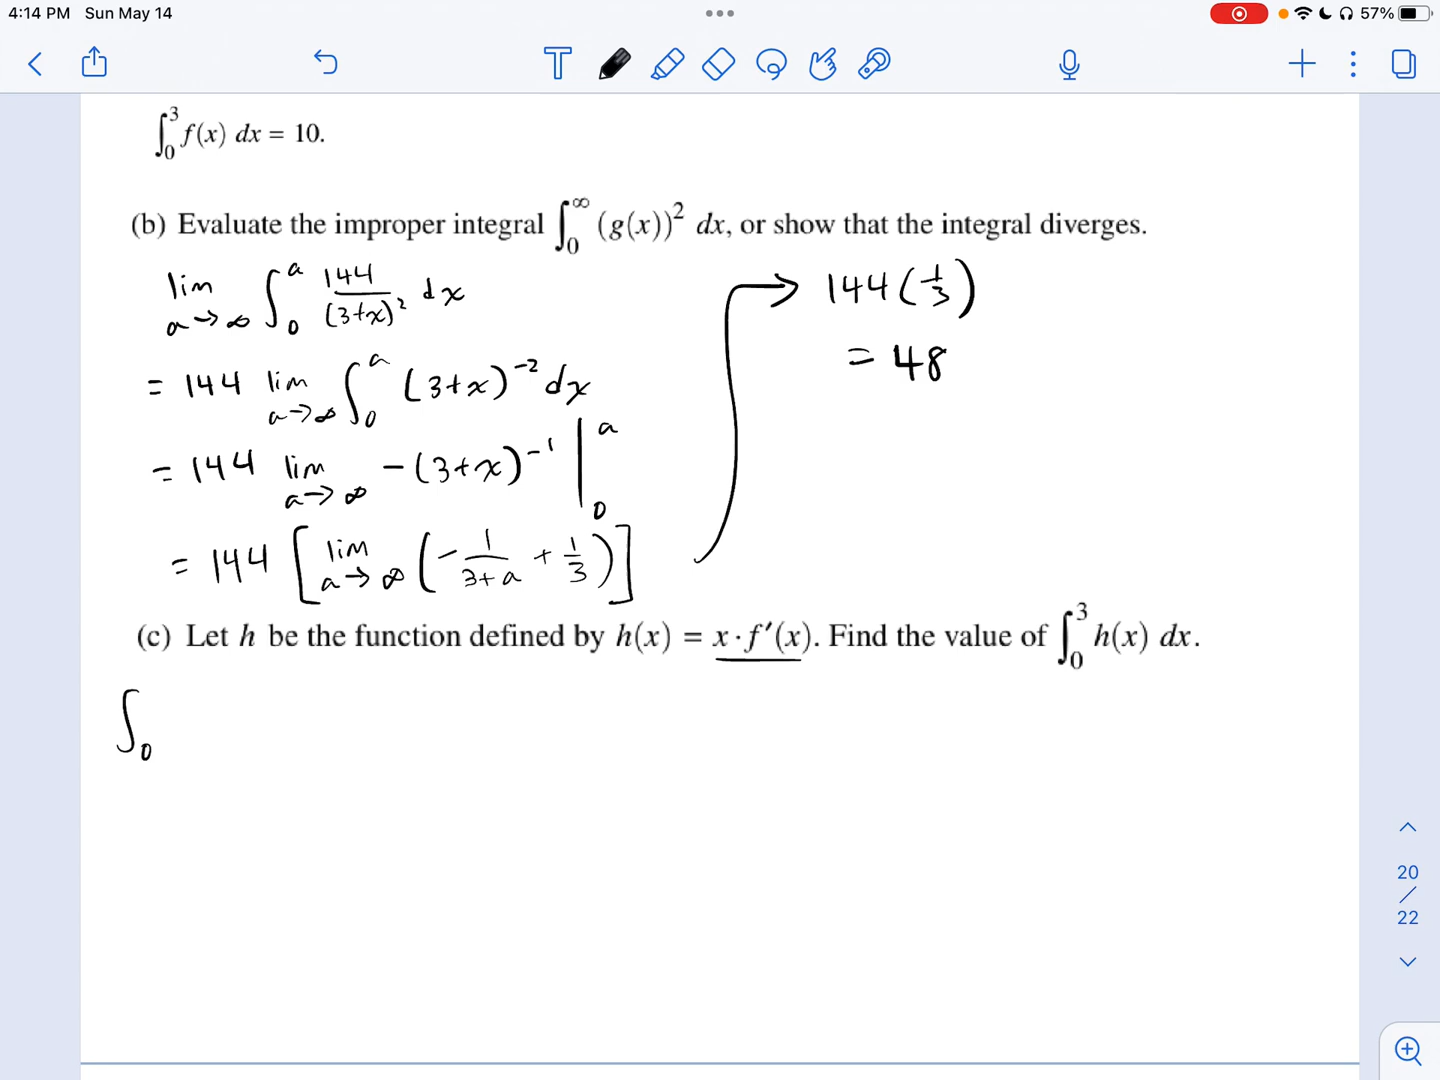 4:14 PM Sun May 14
57%
∫₀³ f(x) dx = 10.
(b) Evaluate the improper integral ∫₀^∞ (g(x))² dx, or show that the integral diverges.
lim a→∞ ∫₀^a 144/(3+x)² dx
= 144 lim a→∞ ∫₀^a (3+x)⁻² dx
= 144 lim a→∞ -(3+x)⁻¹ |₀^a
= 144 [lim a→∞ (-1/(3+a) + 1/3)]
→ 144(1/3)
= 48
(c) Let h be the function defined by h(x) = x · f′(x). Find the value of ∫₀³ h(x) dx.
∫₀
T
20
/
22